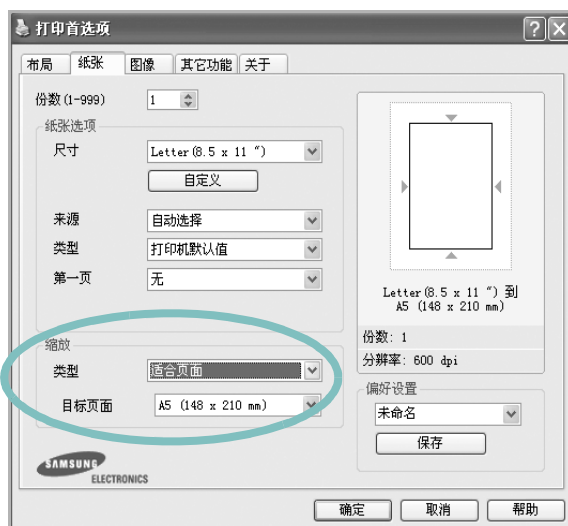 打印首选项
布局 纸张 图像 其它功能 关于
份数(1-999) 1
纸张选项
尺寸 Letter(8.5 x 11 ")
自定义
来源 自动选择
类型 打印机默认值
第一页 无
缩放
类型 适合页面
目标页面 A5 (148 x 210 mm)
SAMSUNG
ELECTRONICS
Letter(8.5 x 11 ") 到
A5 (148 x 210 mm)
份数: 1
分辨率: 600 dpi
偏好设置
未命名
保存
确定 取消 帮助